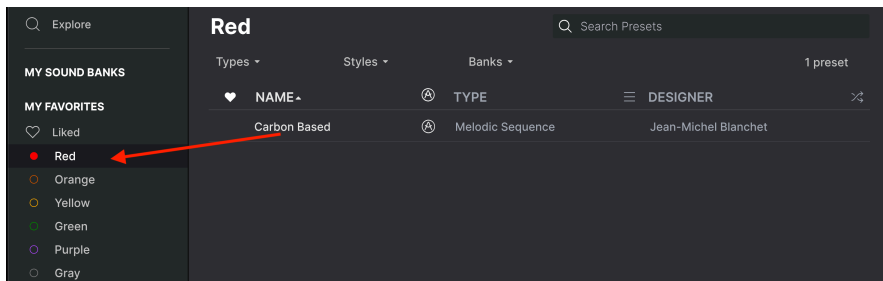 Explore
MY SOUND BANKS
MY FAVORITES
Liked
Red
Orange
Yellow
Green
Purple
Gray
Red
Search Presets
Types
Styles
Banks
1 preset
NAME TYPE DESIGNER
Carbon Based Melodic Sequence Jean-Michel Blanchet